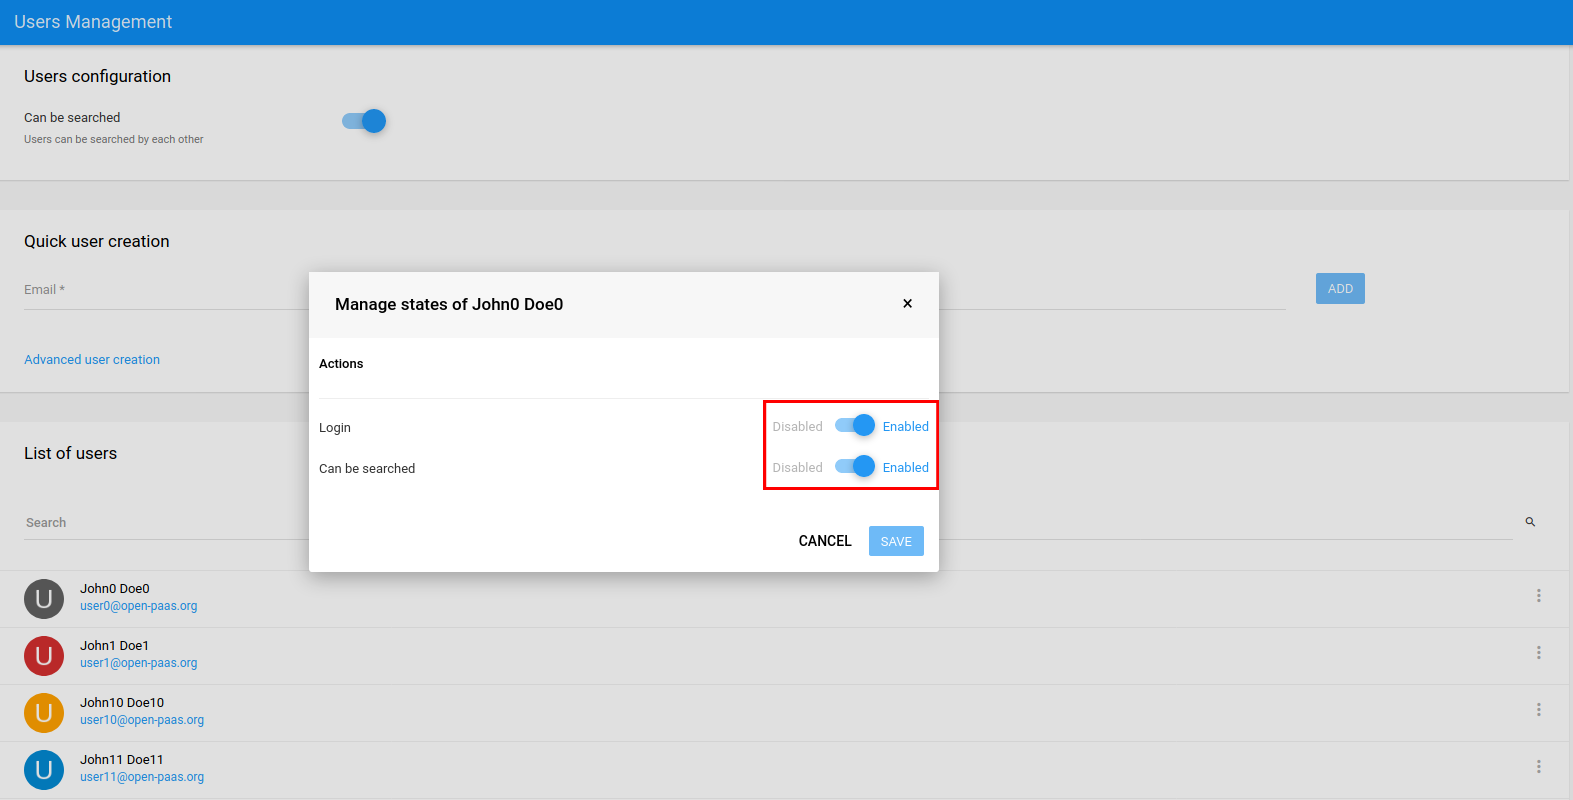 Users Management
Users configuration
Can be searched
Users can be searched by each other
Quick user creation
Email *
ADD
Advanced user creation
Manage states of John0 Doe0
×
Actions
Login
Disabled
Enabled
Can be searched
Disabled
Enabled
CANCEL
SAVE
List of users
Search
U
John0 Doe0
user0@open-paas.org
U
John1 Doe1
user1@open-paas.org
U
John10 Doe10
user10@open-paas.org
U
John11 Doe11
user11@open-paas.org